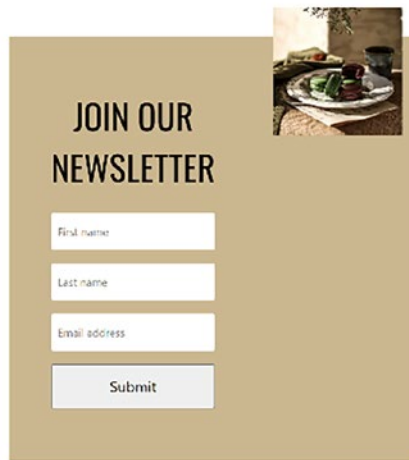 JOIN OUR
NEWSLETTER
First name
Last name
Email address
Submit